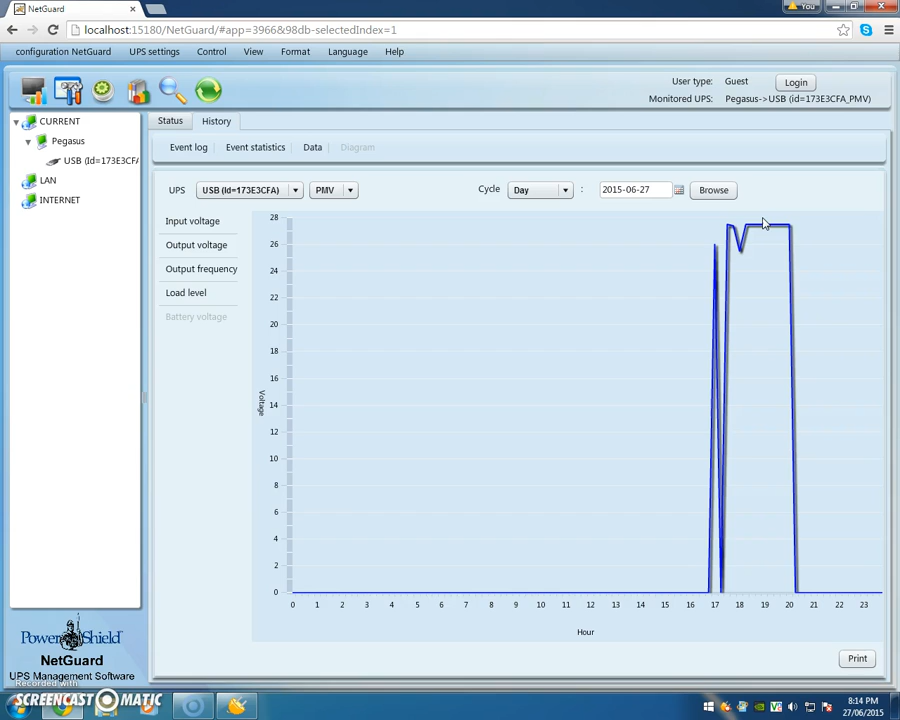 NetGuard
You
localhost:15180/NetGuard/#app=3966&98db-selectedIndex=1
configuration NetGuard UPS settings Control View Format Language Help
User type: Guest Login
Monitored UPS: Pegasus->USB (id=173E3CFA_PMV)
CURRENT
Pegasus
USB (Id=173E3CFA
LAN
INTERNET
Status History
Event log Event statistics Data Diagram
UPS USB (Id=173E3CFA) PMV Cycle Day : 2015-06-27 Browse
Input voltage
Output voltage
Output frequency
Load level
Battery voltage
28
26
24
22
20
18
16
14
12
10
8
6
4
2
0
Voltage
0 1 2 3 4 5 6 7 8 9 10 11 12 13 14 15 16 17 18 19 20 21 22 23
Hour
Print
PowerShield
NetGuard
UPS Management Software
Recorded with
SCREENCAST MATIC
8:14 PM
27/06/2015